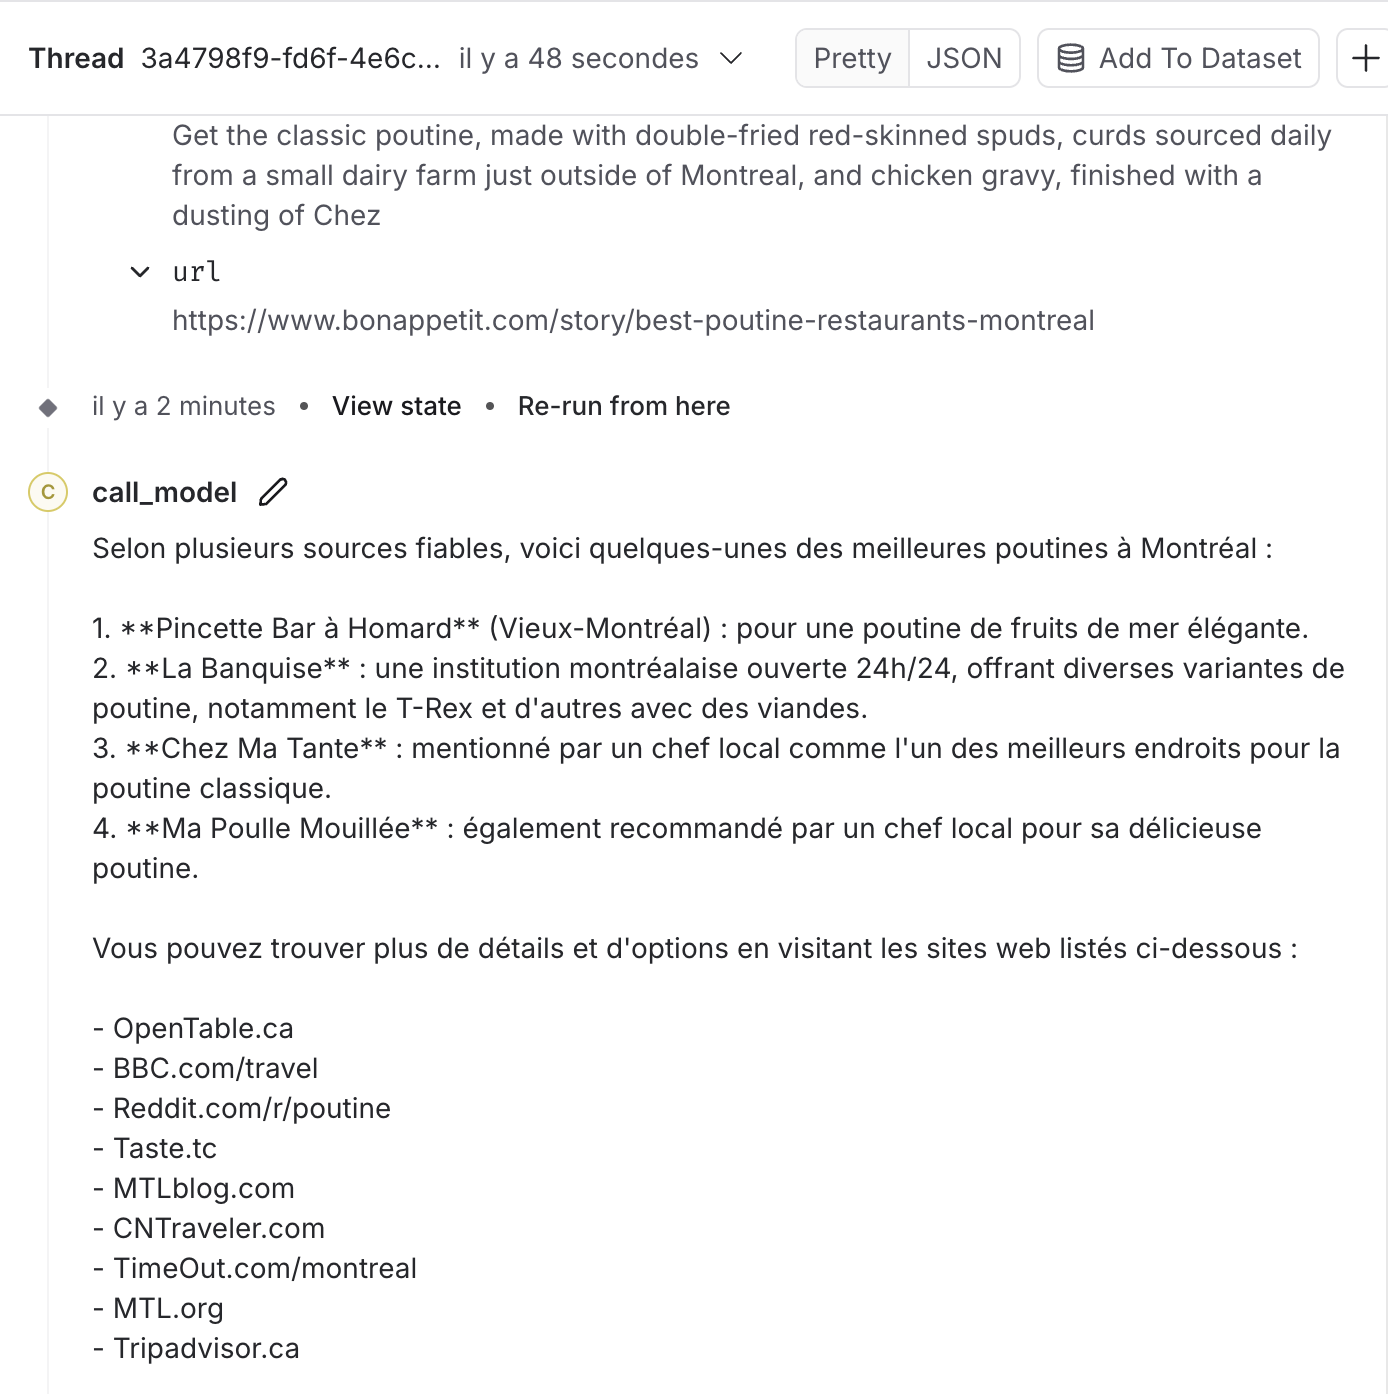 Thread 3a4798f9-fd6f-4e6c... il y a 48 secondes Pretty JSON Add To Dataset
Get the classic poutine, made with double-fried red-skinned spuds, curds sourced daily
from a small dairy farm just outside of Montreal, and chicken gravy, finished with a
dusting of Chez
url
https://www.bonappetit.com/story/best-poutine-restaurants-montreal
il y a 2 minutes • View state • Re-run from here
C call_model
Selon plusieurs sources fiables, voici quelques-unes des meilleures poutines à Montréal :
1. **Pincette Bar à Homard** (Vieux-Montréal) : pour une poutine de fruits de mer élégante.
2. **La Banquise** : une institution montréalaise ouverte 24h/24, offrant diverses variantes de
poutine, notamment le T-Rex et d'autres avec des viandes.
3. **Chez Ma Tante** : mentionné par un chef local comme l'un des meilleurs endroits pour la
poutine classique.
4. **Ma Poulle Mouillée** : également recommandé par un chef local pour sa délicieuse
poutine.
Vous pouvez trouver plus de détails et d'options en visitant les sites web listés ci-dessous :
- OpenTable.ca
- BBC.com/travel
- Reddit.com/r/poutine
- Taste.tc
- MTLblog.com
- CNTraveler.com
- TimeOut.com/montreal
- MTL.org
- Tripadvisor.ca